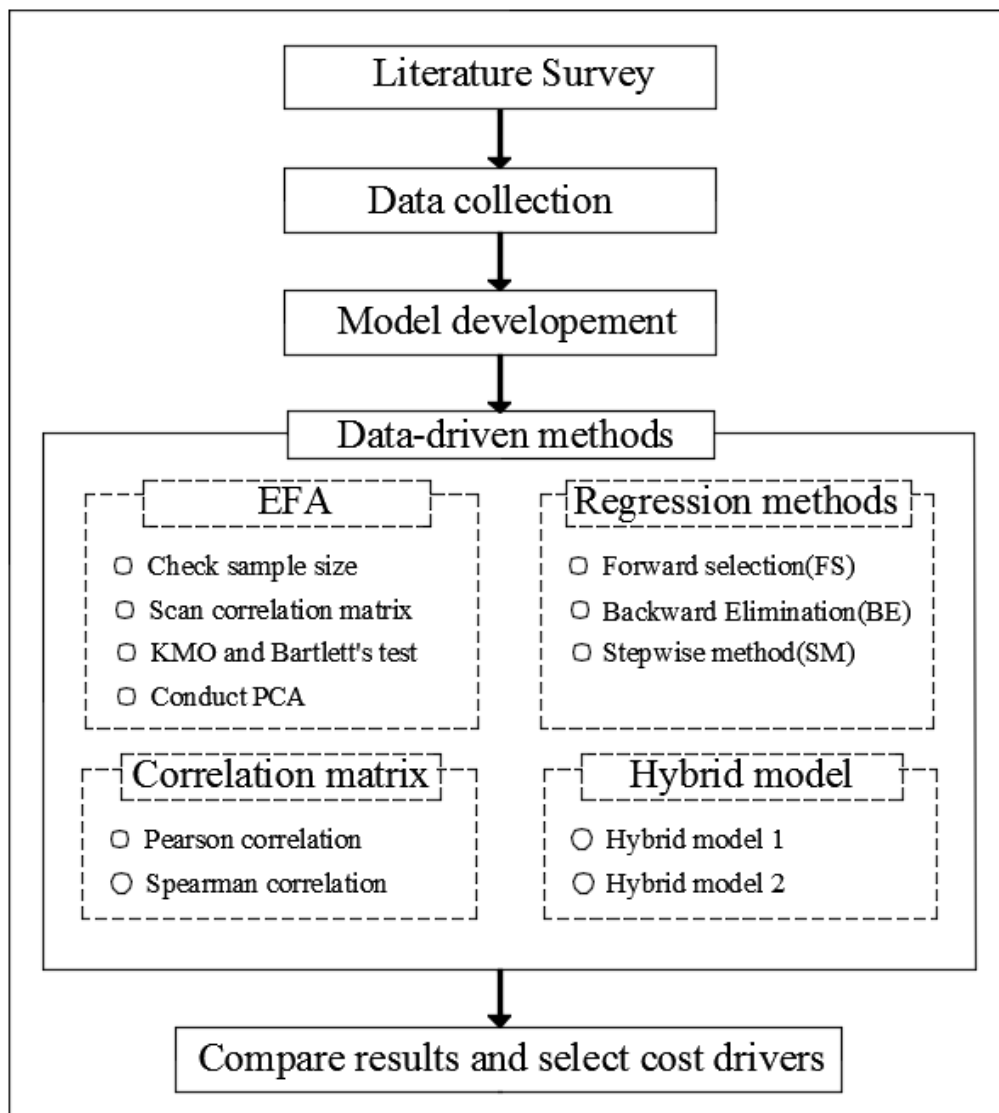 Literature Survey
Data collection
Model developement
Data-driven methods
EFA
Check sample size
Scan correlation matrix
KMO and Bartlett's test
Conduct PCA
Regression methods
Forward selection(FS)
Backward Elimination(BE)
Stepwise method(SM)
Correlation matrix
Pearson correlation
Spearman correlation
Hybrid model
Hybrid model 1
Hybrid model 2
Compare results and select cost drivers